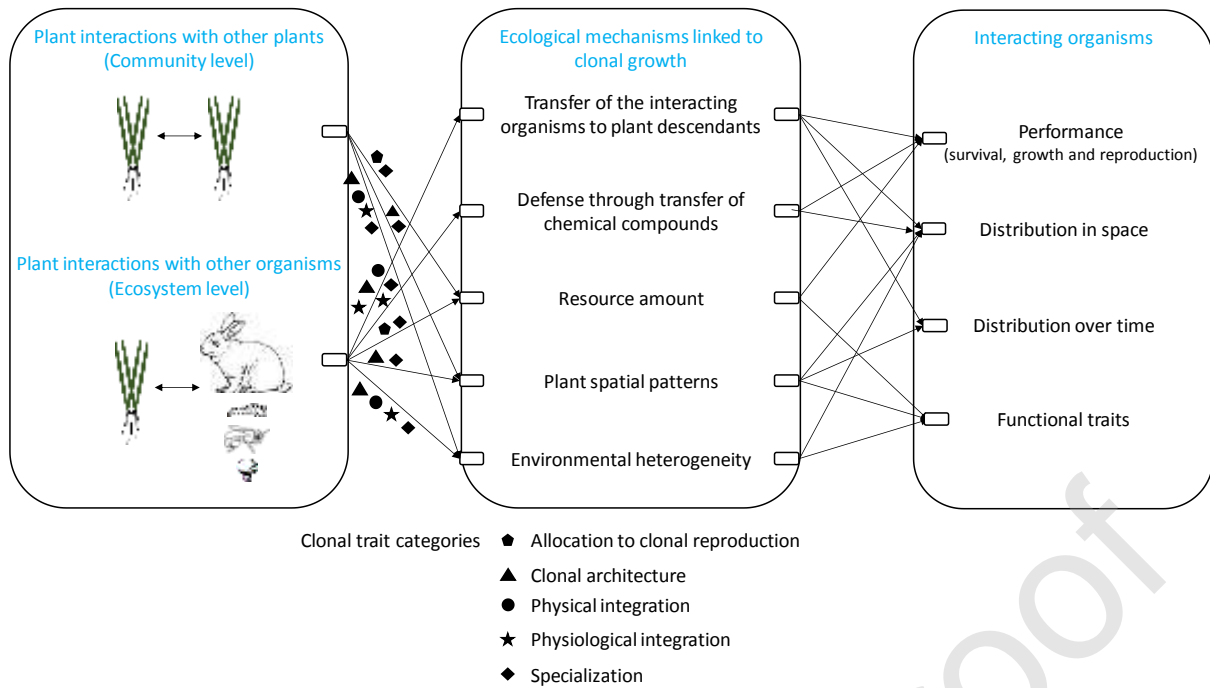 Plant interactions with other plants
(Community level)
Plant interactions with other organisms
(Ecosystem level)
Ecological mechanisms linked to
clonal growth
Transfer of the interacting
organisms to plant descendants
Defense through transfer of
chemical compounds
Resource amount
Plant spatial patterns
Environmental heterogeneity
Interacting organisms
Performance
(survival, growth and reproduction)
Distribution in space
Distribution over time
Functional traits
Clonal trait categories
Allocation to clonal reproduction
Clonal architecture
Physical integration
Physiological integration
Specialization
oof